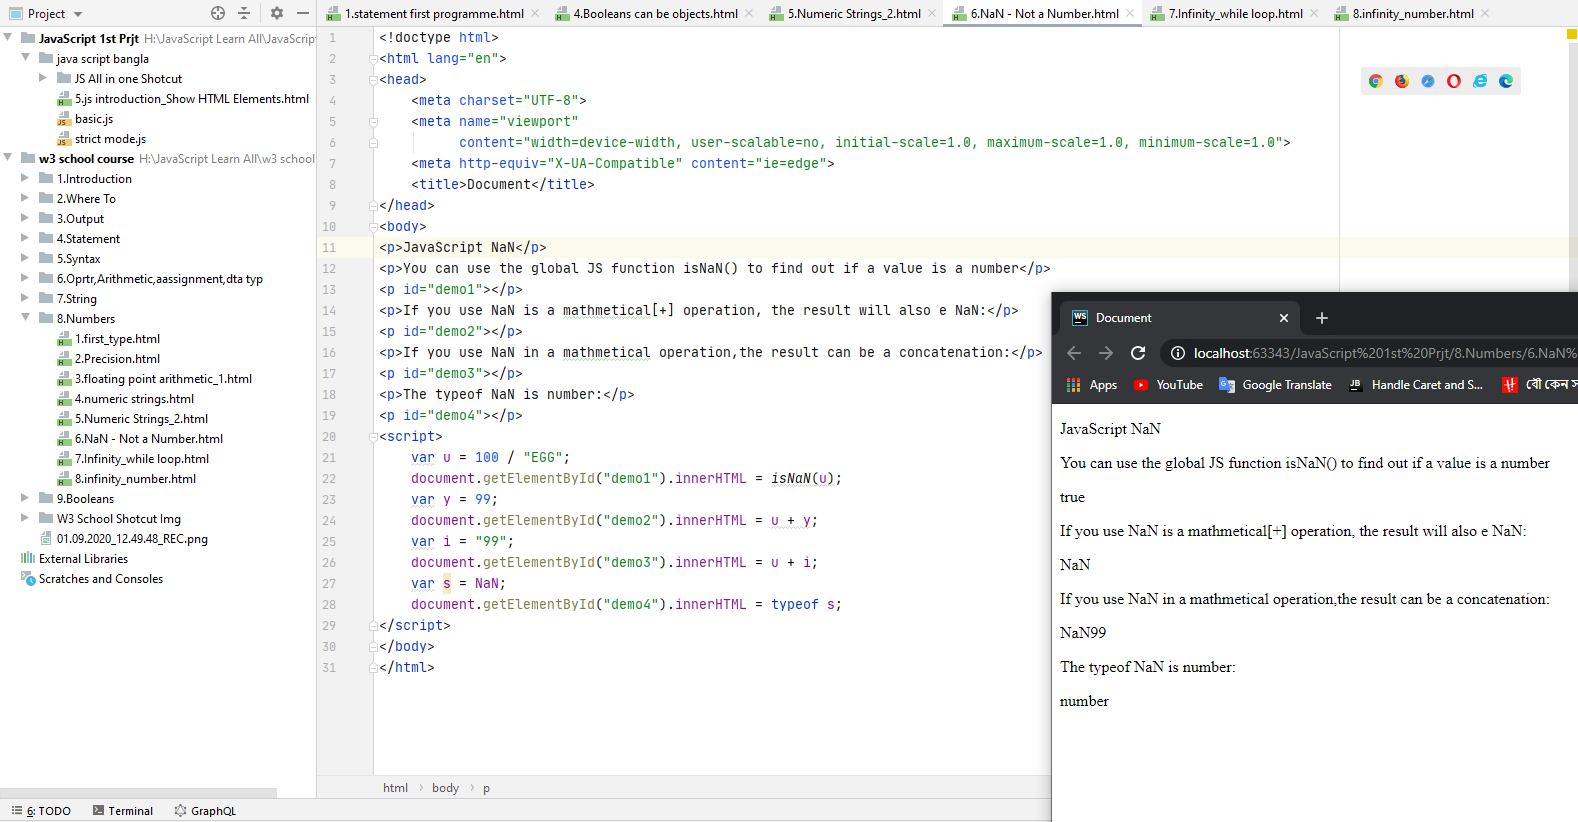 Project
1.statement first programme.html
4.Booleans can be objects.html
5.Numeric Strings_2.html
6.NaN - Not a Number.html
7.Infinity_while loop.html
8.infinity_number.html
JavaScript 1st Prjt H:\JavaScript Learn All\JavaScript
java script bangla
JS All in one Shotcut
5.js introduction_Show HTML Elements.html
basic.js
strict mode.js
w3 school course H:\JavaScript Learn All\w3 school
1.Introduction
2.Where To
3.Output
4.Statement
5.Syntax
6.Oprtr,Arithmetic,aassignment,dta typ
7.String
8.Numbers
1.first_type.html
2.Precision.html
3.floating point arithmetic_1.html
4.numeric strings.html
5.Numeric Strings_2.html
6.NaN - Not a Number.html
7.Infinity_while loop.html
8.infinity_number.html
9.Booleans
W3 School Shotcut Img
01.09.2020_12.49.48_REC.png
External Libraries
Scratches and Consoles
1 <!doctype html>
2 <html lang="en">
3 <head>
4 <meta charset="UTF-8">
5 <meta name="viewport"
6 content="width=device-width, user-scalable=no, initial-scale=1.0, maximum-scale=1.0, minimum-scale=1.0">
7 <meta http-equiv="X-UA-Compatible" content="ie=edge">
8 <title>Document</title>
9 </head>
10 <body>
11 <p>JavaScript NaN</p>
12 <p>You can use the global JS function isNaN() to find out if a value is a number</p>
13 <p id="demo1"></p>
14 <p>If you use NaN is a mathmetical[+] operation, the result will also e NaN:</p>
15 <p id="demo2"></p>
16 <p>If you use NaN in a mathmetical operation,the result can be a concatenation:</p>
17 <p id="demo3"></p>
18 <p>The typeof NaN is number:</p>
19 <p id="demo4"></p>
20 <script>
21 var u = 100 / "EGG";
22 document.getElementById("demo1").innerHTML = isNaN(u);
23 var y = 99;
24 document.getElementById("demo2").innerHTML = u + y;
25 var i = "99";
26 document.getElementById("demo3").innerHTML = u + i;
27 var s = NaN;
28 document.getElementById("demo4").innerHTML = typeof s;
29 </script>
30 </body>
31 </html>
html › body › p
6: TODO
Terminal
GraphQL
WS Document
localhost:63343/JavaScript%201st%20Prjt/8.Numbers/6.NaN%
Apps
YouTube
Google Translate
JB Handle Caret and S...
বৌ কেন স
JavaScript NaN
You can use the global JS function isNaN() to find out if a value is a number
true
If you use NaN is a mathmetical[+] operation, the result will also e NaN:
NaN
If you use NaN in a mathmetical operation,the result can be a concatenation:
NaN99
The typeof NaN is number:
number